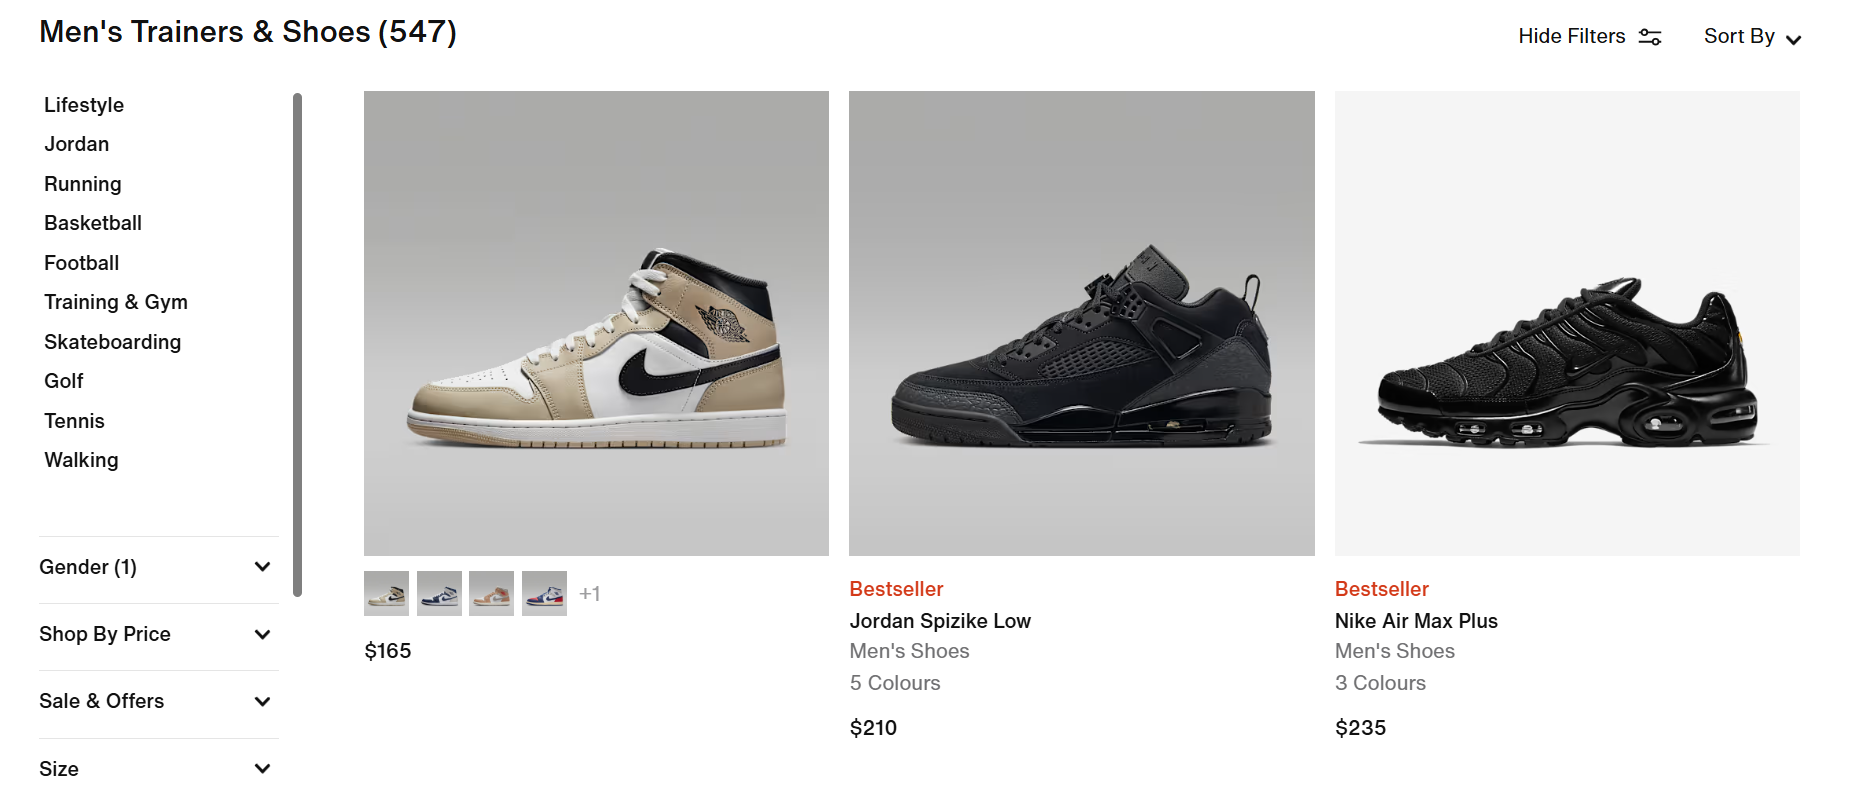 Men's Trainers & Shoes (547)
Hide Filters
Sort By
Lifestyle
Jordan
Running
Basketball
Football
Training & Gym
Skateboarding
Golf
Tennis
Walking
Gender (1)
Shop By Price
Sale & Offers
Size
+1
$165
Bestseller
Jordan Spizike Low
Men's Shoes
5 Colours
$210
Bestseller
Nike Air Max Plus
Men's Shoes
3 Colours
$235